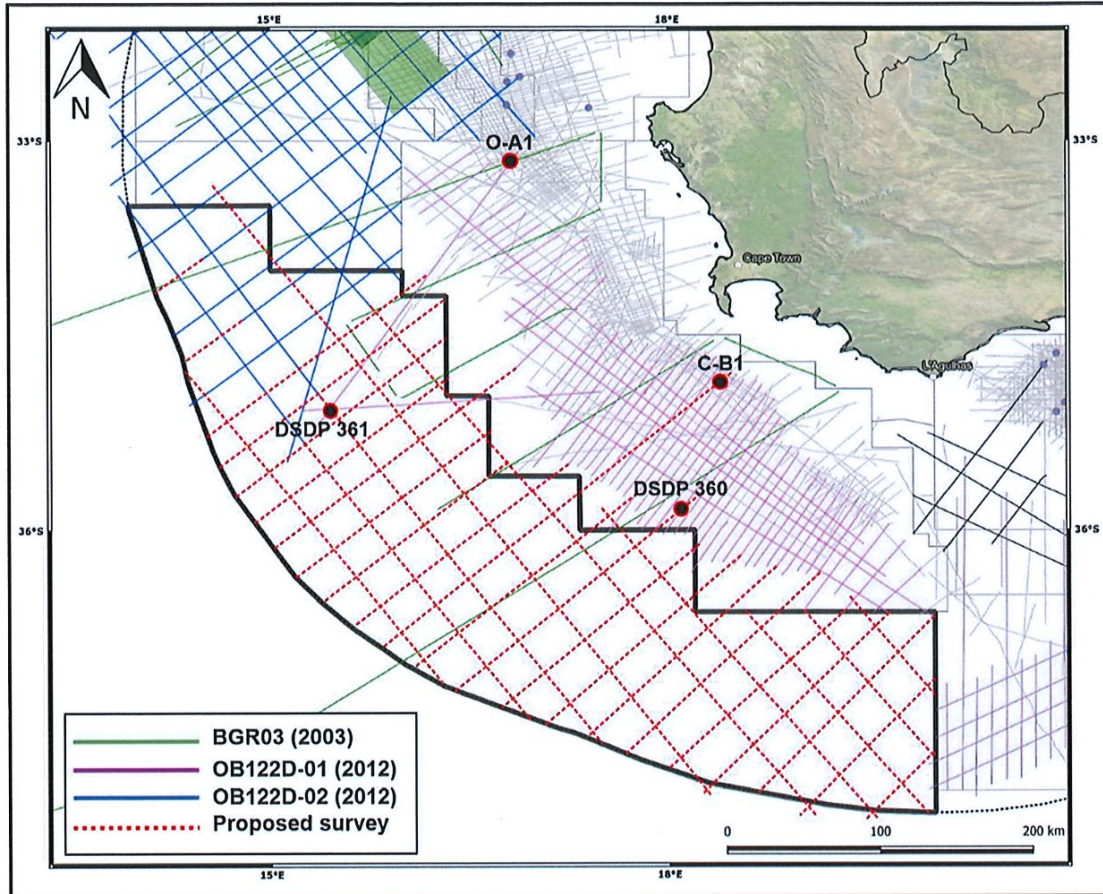 15°E 18°E
N
33°S 33°S
O-A1
Cape Town
C-B1
L'Agulhas
DSDP 361
DSDP 360
36°S 36°S
BGR03 (2003)
OB122D-01 (2012)
OB122D-02 (2012)
Proposed survey
0 100 200 km
15°E 18°E